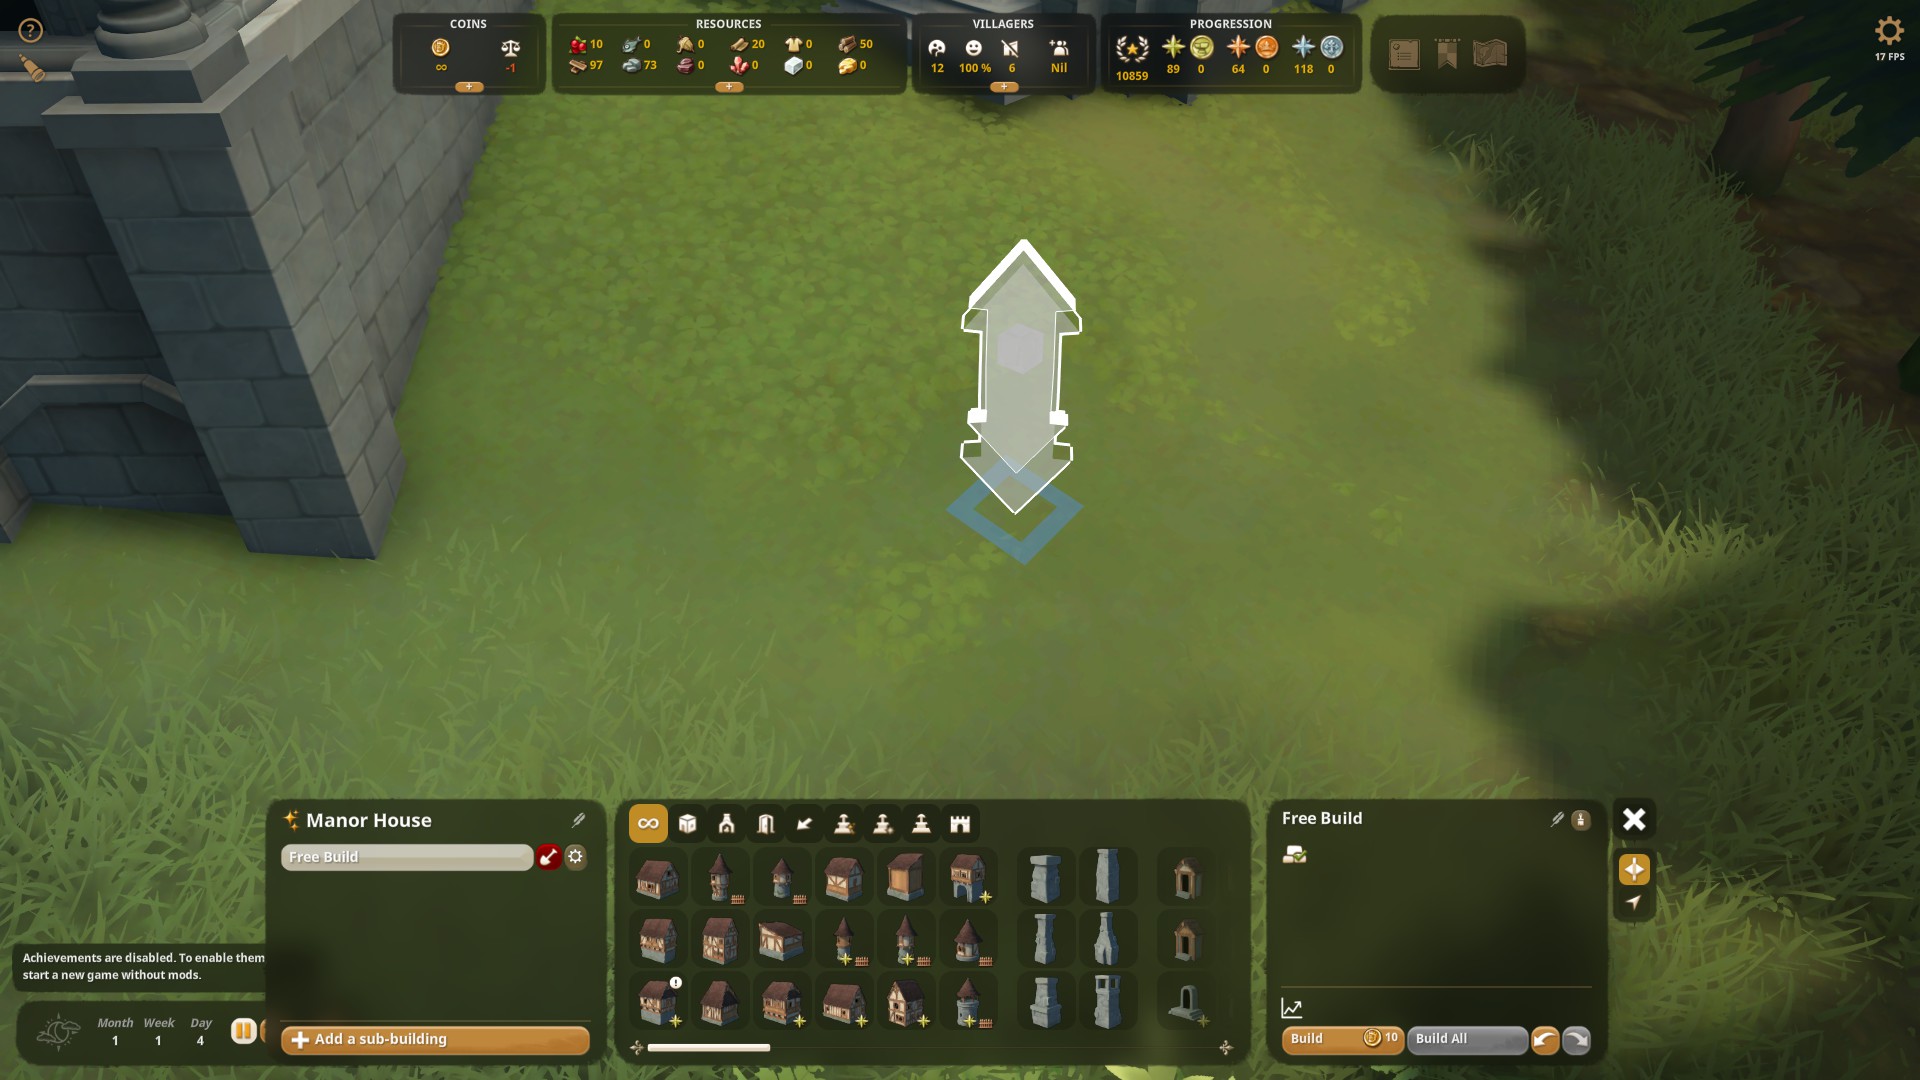 COINS
∞
-1
RESOURCES
10 0 0 20 0 50
97 73 0 0 0 0
VILLAGERS
12 100 % 6 Nil
PROGRESSION
10859 89 0 64 0 118 0
17 FPS
Manor House
Free Build
Add a sub-building
Achievements are disabled. To enable them
start a new game without mods.
Month Week Day
1 1 4
Free Build
Build 10 Build All